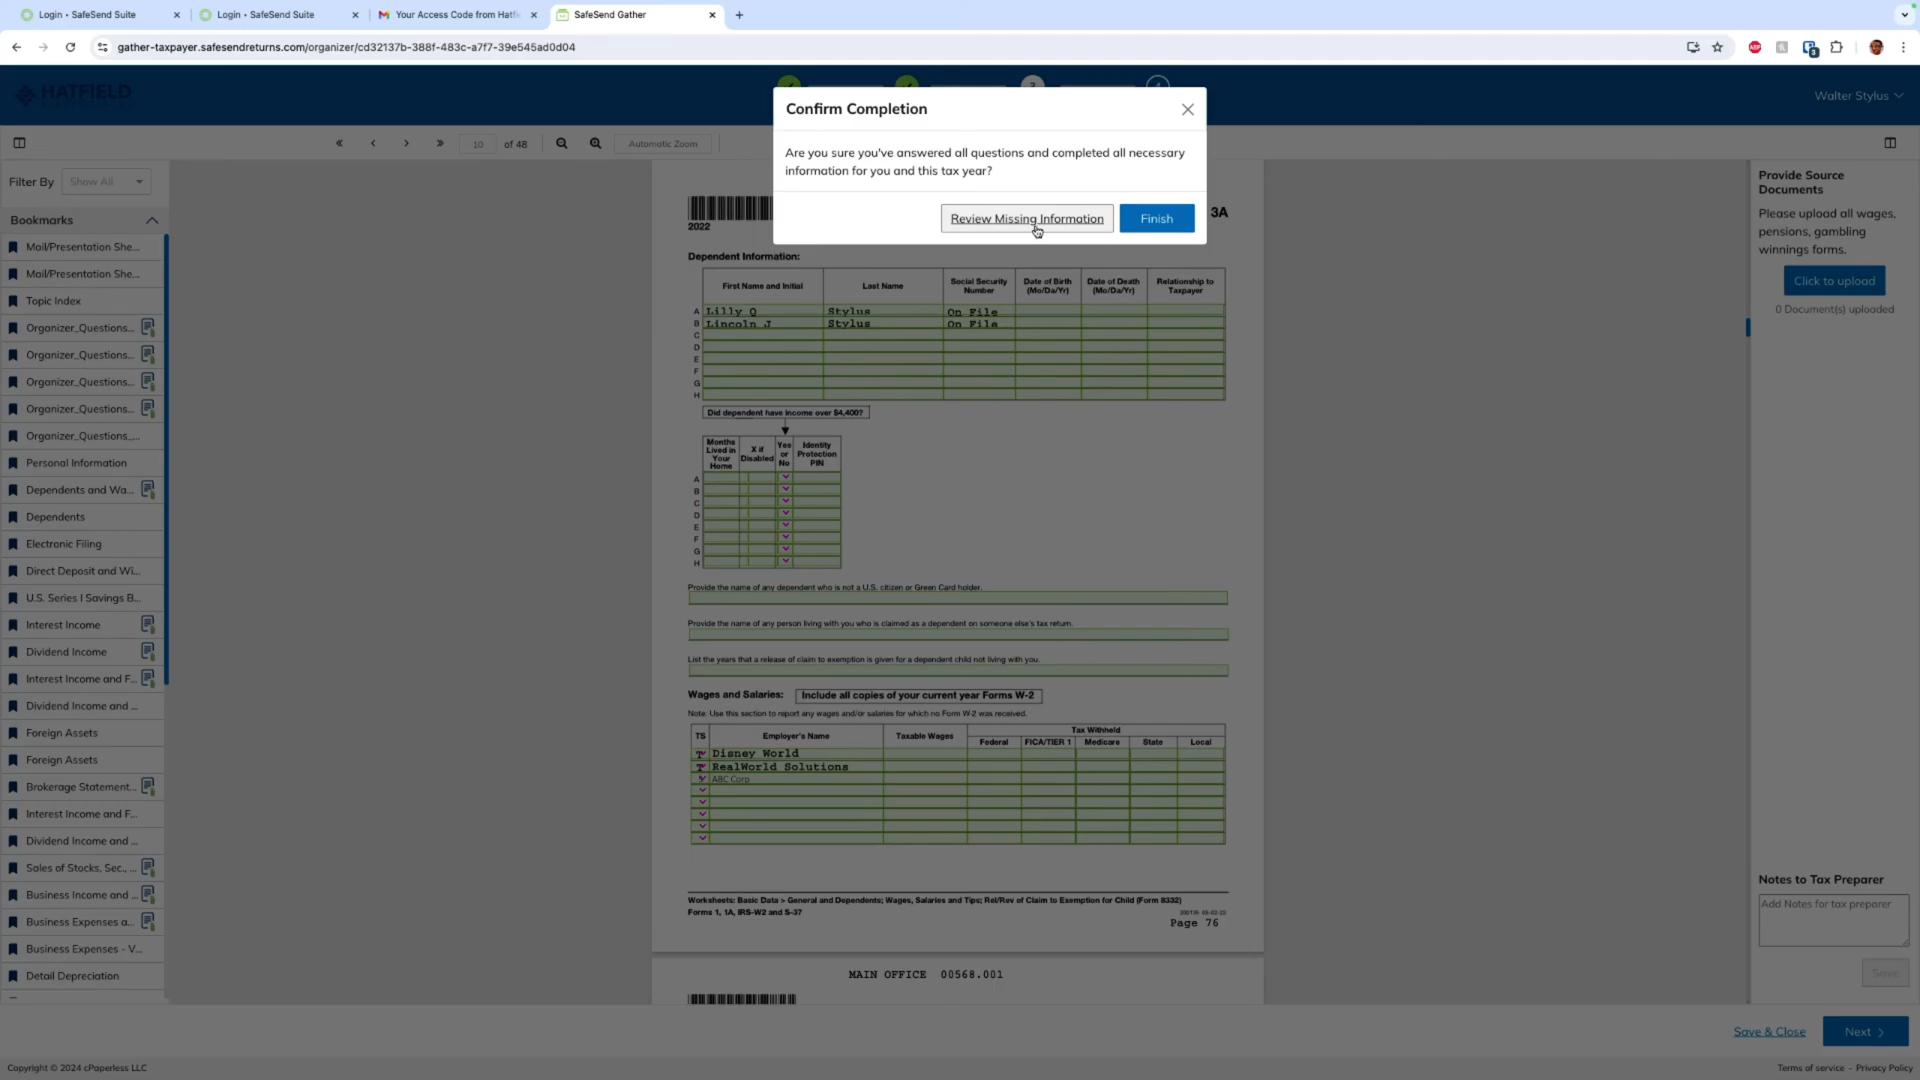 Login • SafeSend Suite
Login • SafeSend Suite
Your Access Code from Hatfi
SafeSend Gather
gather-taxpayer.safesendreturns.com/organizer/cd32137b-388f-483c-a7f7-39e545ad0d04
HATFIELD
3
4
Walter Stylus
10 of 48
Automatic Zoom
Confirm Completion
Are you sure you've answered all questions and completed all necessary
information for you and this tax year?
Review Missing Information
Finish
Filter By
Show All
Bookmarks
Mail/Presentation She...
Mail/Presentation She...
Topic Index
Organizer_Questions...
Organizer_Questions...
Organizer_Questions...
Organizer_Questions...
Organizer_Questions_...
Personal Information
Dependents and Wa...
Dependents
Electronic Filing
Direct Deposit and Wi...
U.S. Series I Savings B...
Interest Income
Dividend Income
Interest Income and F...
Dividend Income and ...
Foreign Assets
Foreign Assets
Brokerage Statement...
Interest Income and F...
Dividend Income and ...
Sales of Stocks, Sec., ...
Business Income and ...
Business Expenses a...
Business Expenses - V...
Detail Depreciation
2022
3A
Dependent Information:
First Name and Initial
Last Name
Social Security Number
Date of Birth (Mo/Da/Yr)
Date of Death (Mo/Da/Yr)
Relationship to Taxpayer
A Lilly Q Stylus On File
B Lincoln J Stylus On File
C
D
E
F
G
H
Did dependent have income over $4,400?
Months Lived in Your Home
X if Disabled
Yes or No
Identity Protection PIN
A
B
C
D
E
F
G
H
Provide the name of any dependent who is not a U.S. citizen or Green Card holder.
Provide the name of any person living with you who is claimed as a dependent on someone else's tax return.
List the years that a release of claim to exemption is given for a dependent child not living with you.
Wages and Salaries: Include all copies of your current year Forms W-2
Note: Use this section to report any wages and/or salaries for which no Form W-2 was received.
TS
Employer's Name
Taxable Wages
Tax Withheld
Federal
FICA/TIER 1
Medicare
State
Local
T Disney World
T RealWorld Solutions
ABC Corp
Worksheets: Basic Data > General and Dependents; Wages, Salaries and Tips; Rel/Rev of Claim to Exemption for Child (Form 8332)
Forms 1, 1A, IRS-W2 and S-37
Page 76
MAIN OFFICE 00568.001
Provide Source
Documents
Please upload all wages,
pensions, gambling
winnings forms.
Click to upload
0 Document(s) uploaded
Notes to Tax Preparer
Add Notes for tax preparer
Save
Save & Close
Next
Copyright © 2024 cPaperless LLC
Terms of service - Privacy Policy